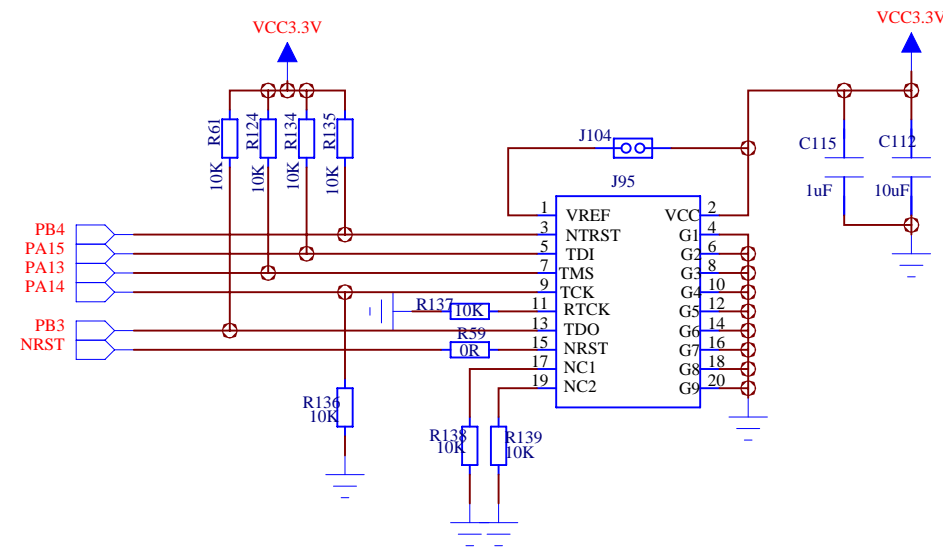 VCC3.3V
VCC3.3V
R61
10K
R124
10K
R134
10K
R135
10K
J104
C115
1uF
C112
10uF
J95
PB4
PA15
PA13
PA14
PB3
NRST
1 VREF VCC 2
3 NTRST G1 4
5 TDI G2 6
7 TMS G3 8
9 TCK G4 10
11 RTCK G5 12
13 TDO G6 14
15 NRST G7 16
17 NC1 G8 18
19 NC2 G9 20
R137
10K
R59
0R
R136
10K
R138
10K
R139
10K